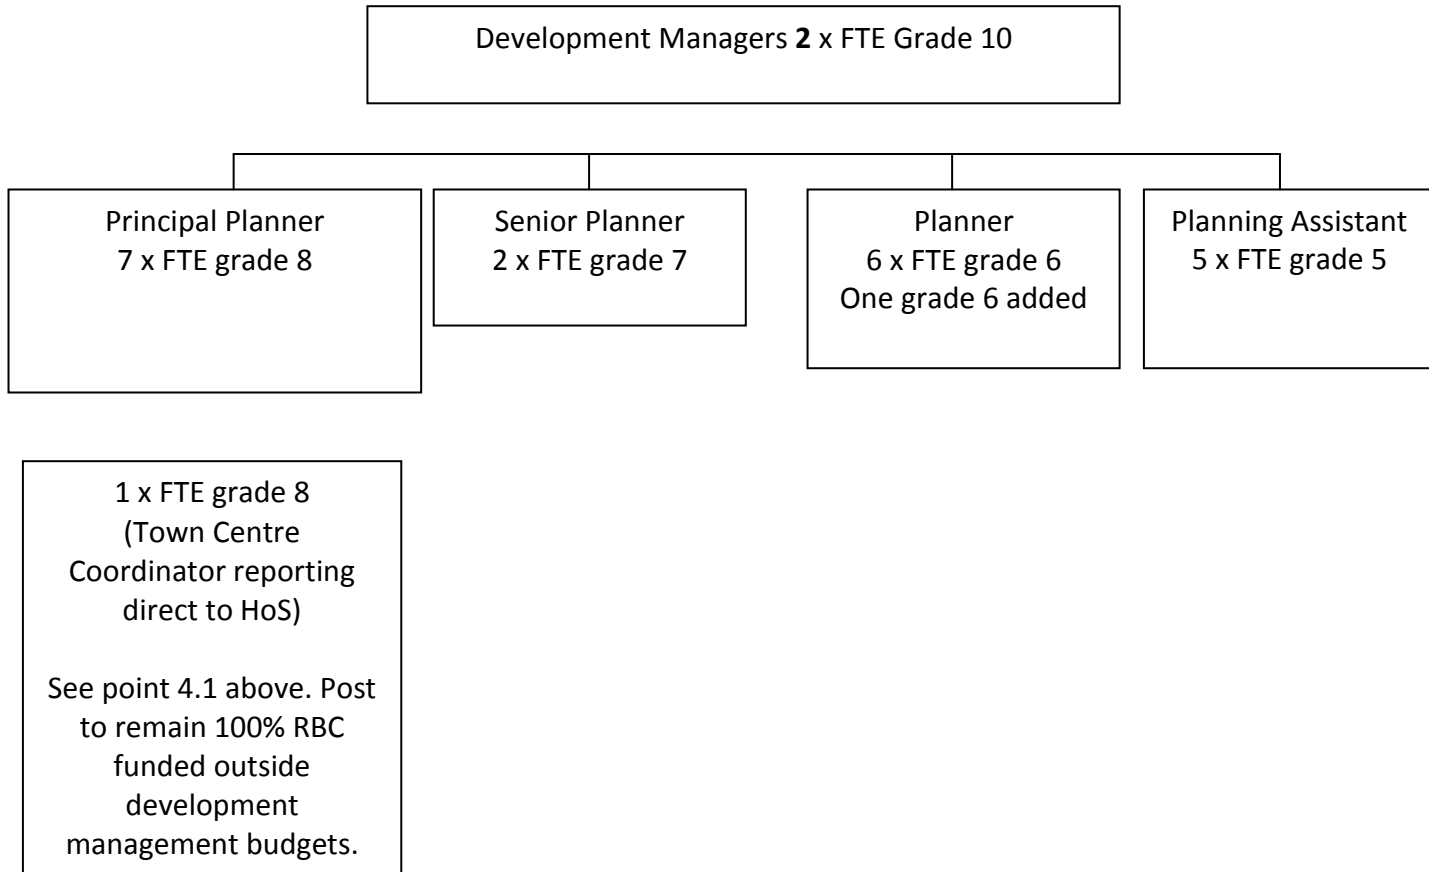 Development Managers 2 x FTE Grade 10
Principal Planner
7 x FTE grade 8
Senior Planner
2 x FTE grade 7
Planner
6 x FTE grade 6
One grade 6 added
Planning Assistant
5 x FTE grade 5
1 x FTE grade 8
(Town Centre
Coordinator reporting
direct to HoS)
See point 4.1 above. Post
to remain 100% RBC
funded outside
development
management budgets.